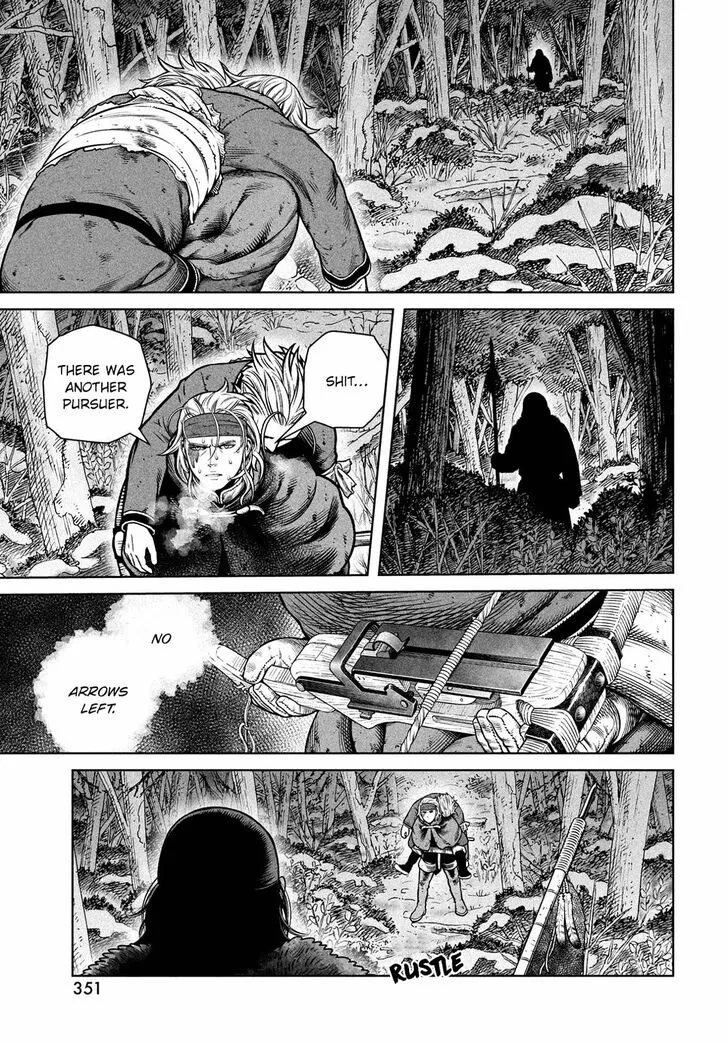 SHIT...
THERE WAS
ANOTHER
PURSUER.
NO
ARROWS
LEFT.
RUSTLE
351